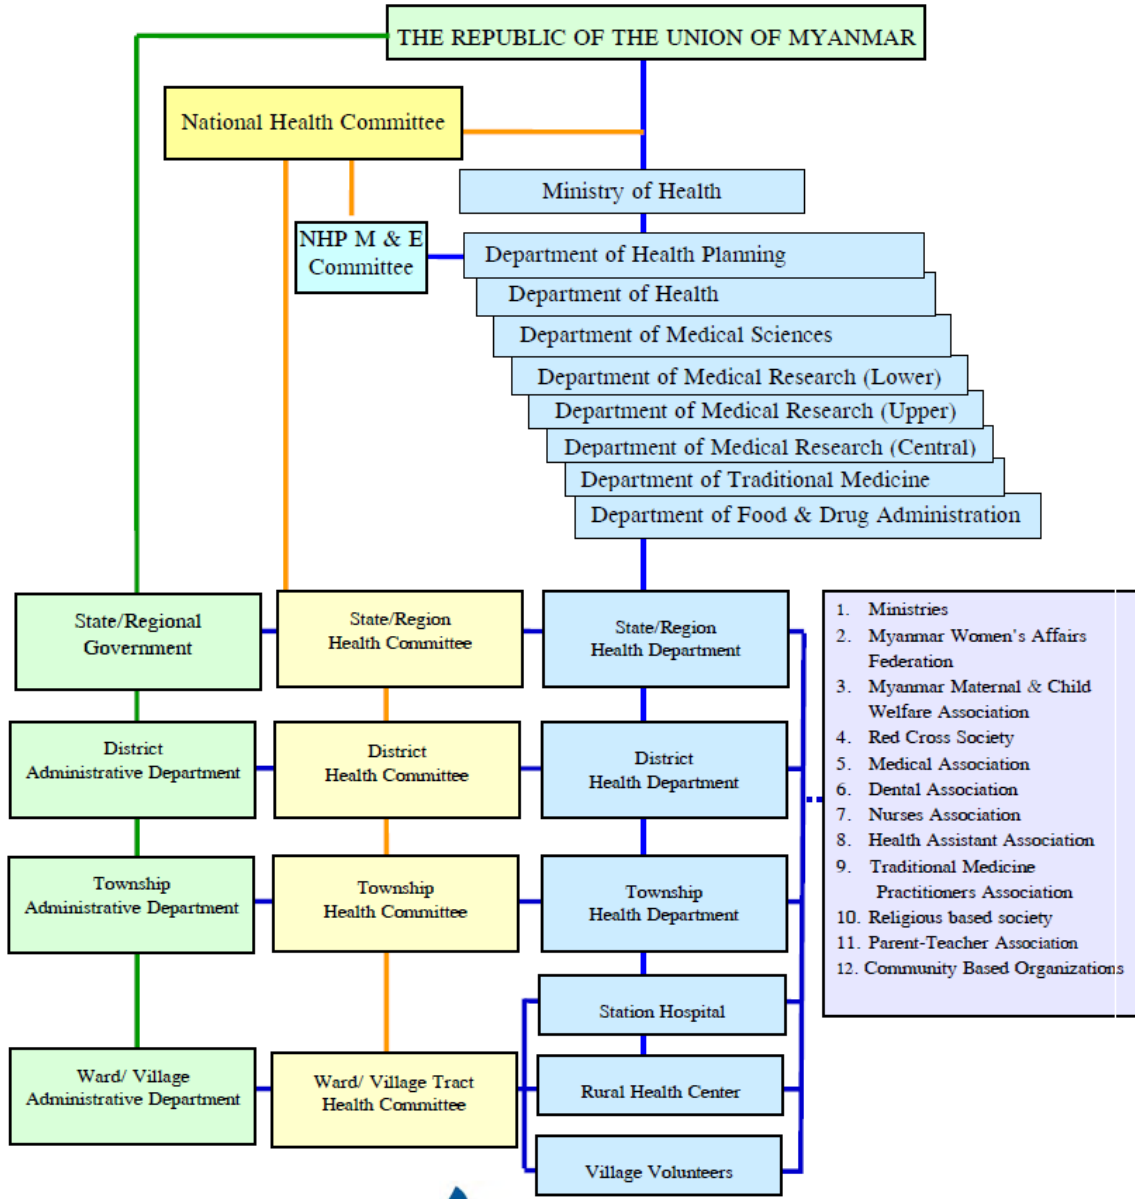 THE REPUBLIC OF THE UNION OF MYANMAR
National Health Committee
Ministry of Health
NHP M & E
Committee
Department of Health Planning
Department of Health
Department of Medical Sciences
Department of Medical Research (Lower)
Department of Medical Research (Upper)
Department of Medical Research (Central)
Department of Traditional Medicine
Department of Food & Drug Administration
State/Regional
Government
State/Region
Health Committee
State/Region
Health Department
District
Administrative Department
District
Health Committee
District
Health Department
Township
Administrative Department
Township
Health Committee
Township
Health Department
Station Hospital
Ward/ Village
Administrative Department
Ward/ Village Tract
Health Committee
Rural Health Center
Village Volunteers
1. Ministries
2. Myanmar Women's Affairs
Federation
3. Myanmar Maternal & Child
Welfare Association
4. Red Cross Society
5. Medical Association
6. Dental Association
7. Nurses Association
8. Health Assistant Association
9. Traditional Medicine
Practitioners Association
10. Religious based society
11. Parent-Teacher Association
12. Community Based Organizations